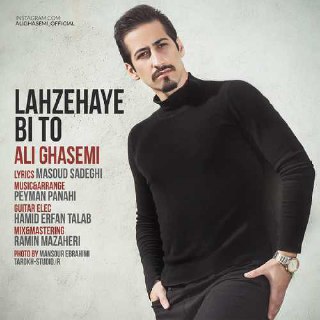 INSTAGRAM.COM
ALIGHASEMI_OFFICIAL
LAHZEHAYE
BI TO
ALI GHASEMI
LYRICS MASOUD SADEGHI
MUSIC&ARRANGE
PEYMAN PANAHI
GUITAR ELEC
HAMID ERFAN TALAB
MIX&MASTERING
RAMIN MAZAHERI
PHOTO BY MANSOUR EBRAHIMI
TAROKH-STUDIO.IR